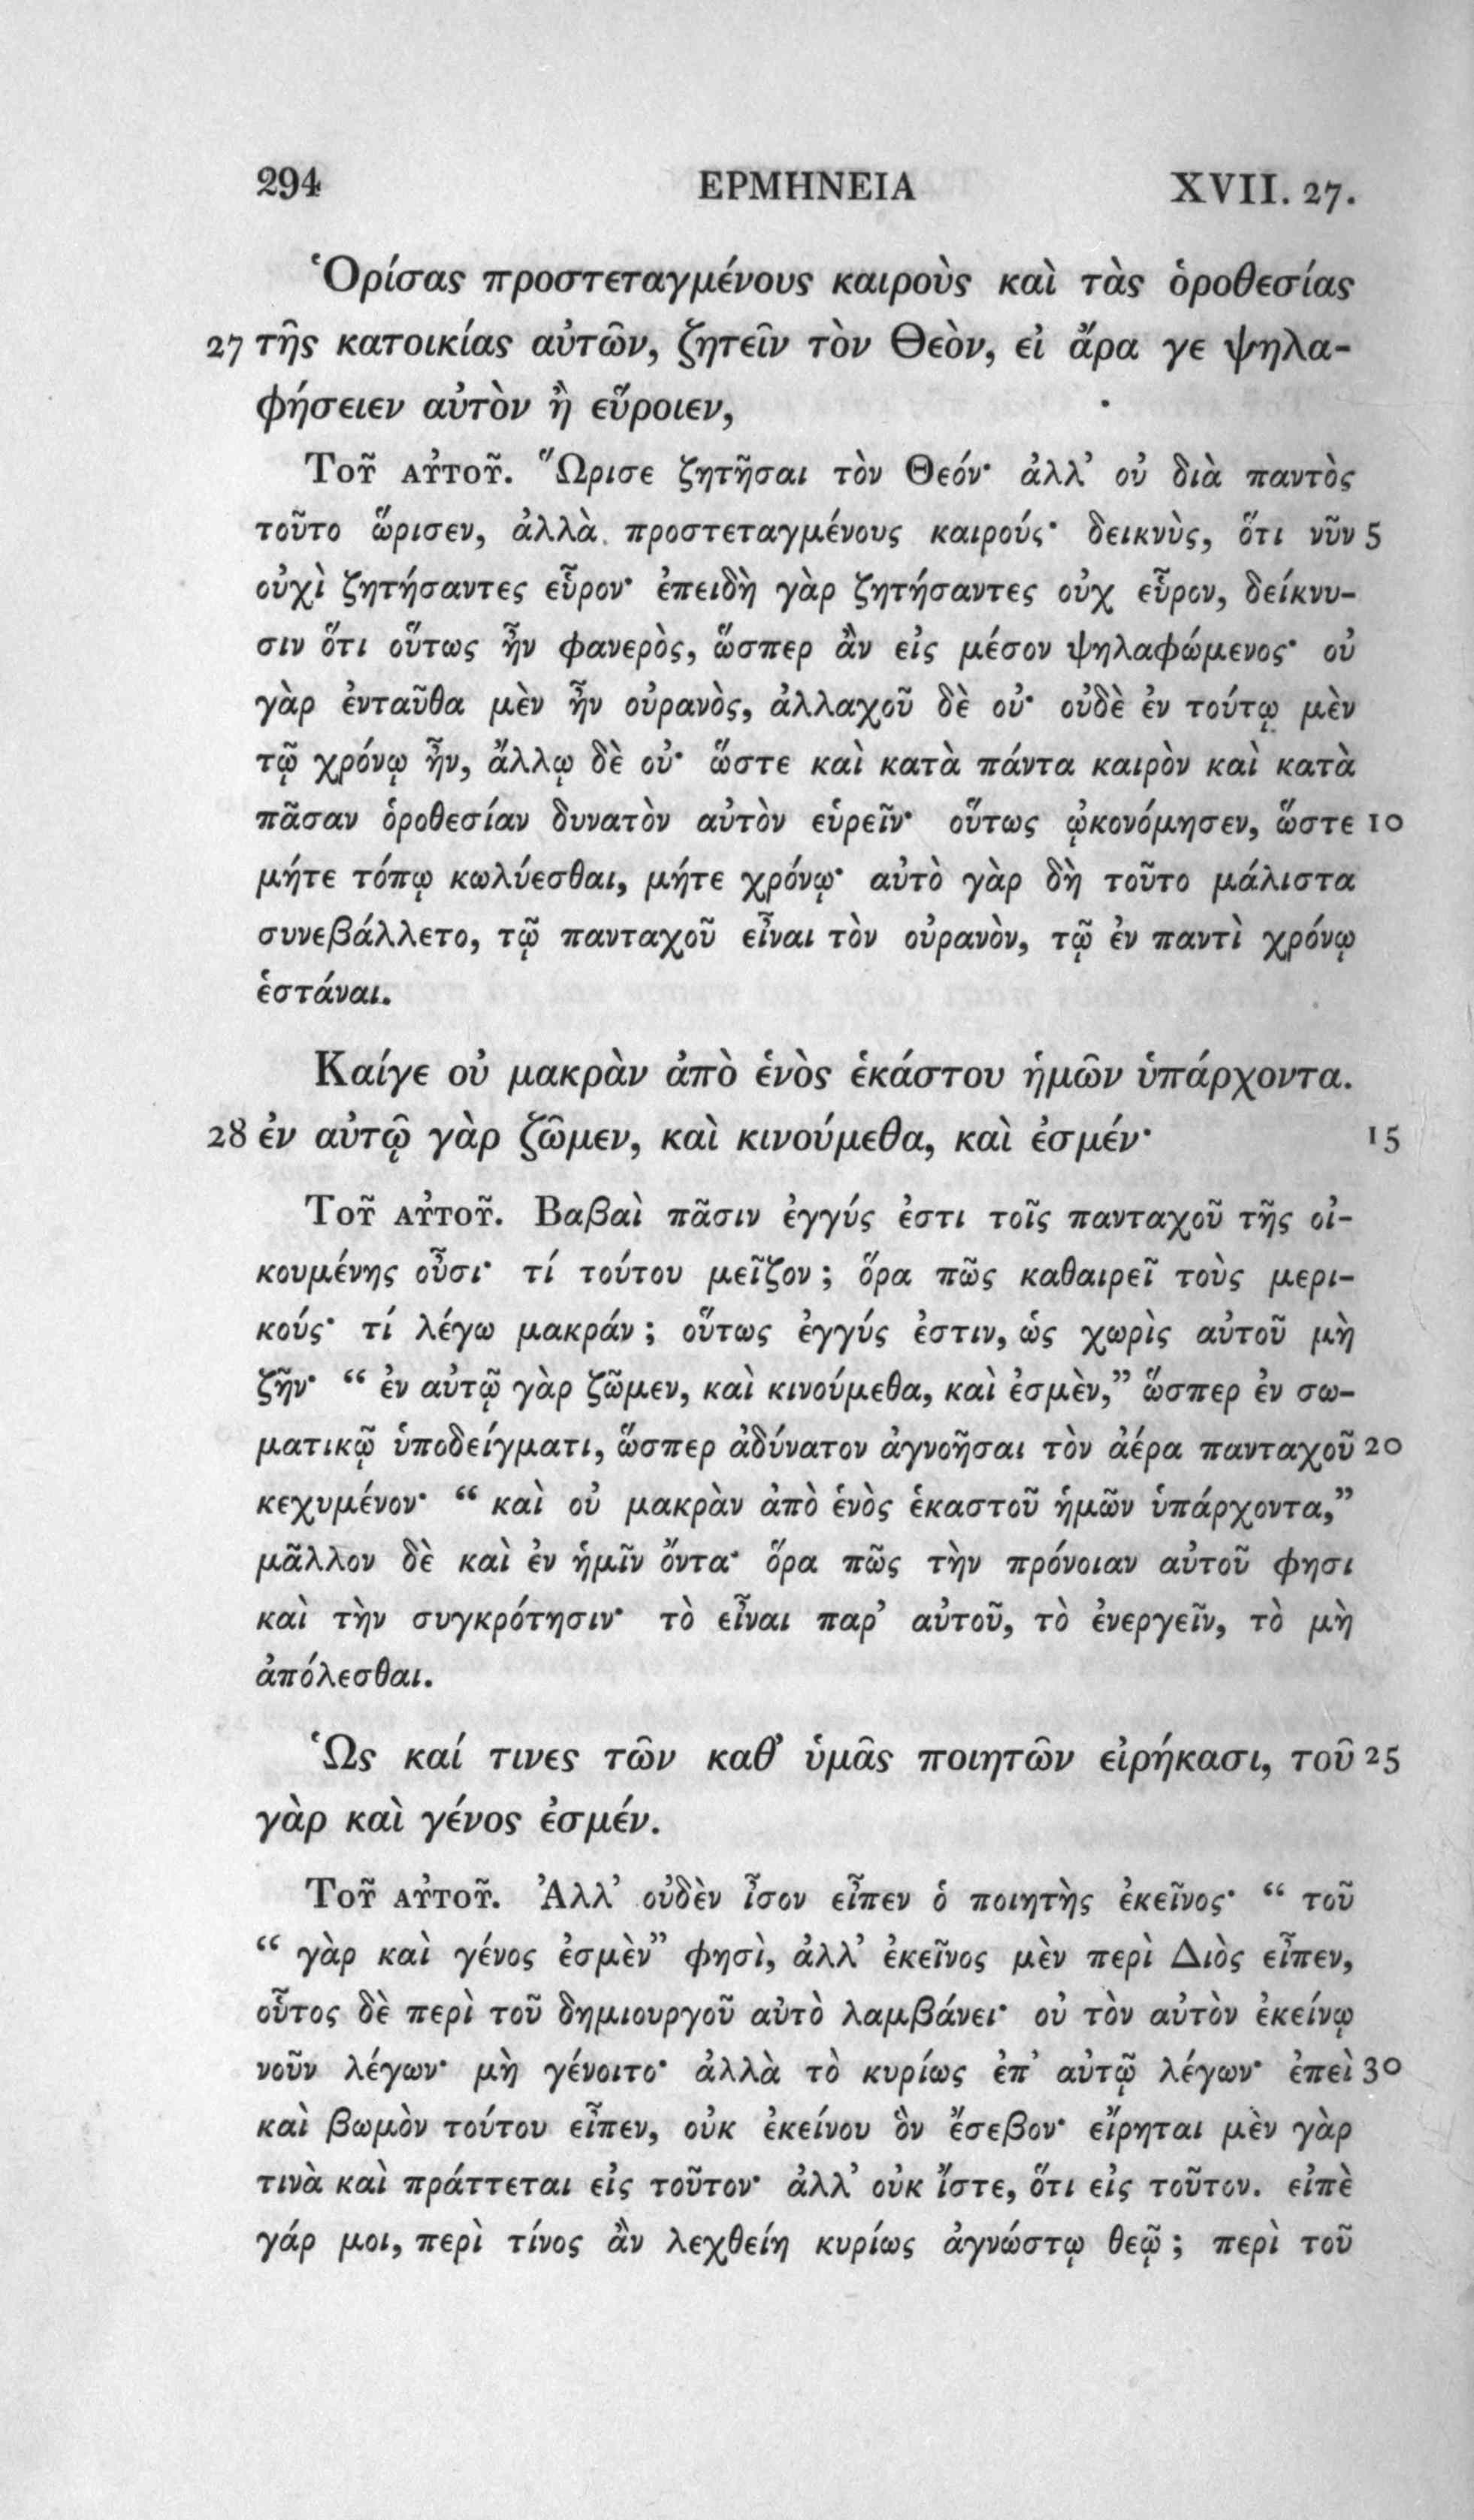 294 ΕΡΜΗΝΕΙΑ XVII. 27.
Ὁρίσας προστεταγμένους καιροὺς καὶ τὰς ὁροθεσίας
27 τῆς κατοικίας αὐτῶν, ζητεῖν τὸν Θεὸν, εἰ ἄρα γε ψηλα-
φήσειεν αὐτὸν ἢ εὕροιεν,
Τοῦ αὐτοῦ. Ὥρισε ζητῆσαι τὸν Θεόν· ἀλλ’ οὐ διὰ παντὸς
τοῦτο ὥρισεν, ἀλλὰ προστεταγμένους καιρούς· δεικνὺς, ὅτι νῦν 5
οὐχὶ ζητήσαντες εὗρον· ἐπειδὴ γὰρ ζητήσαντες οὐχ εὗρον, δείκνυ-
σιν ὅτι οὕτως ἦν φανερὸς, ὥσπερ ἂν εἰς μέσον ψηλαφώμενος· οὐ
γὰρ ἐνταῦθα μὲν ἦν οὐρανὸς, ἀλλαχοῦ δὲ οὐ· οὐδὲ ἐν τούτῳ μὲν
τῷ χρόνῳ ἦν, ἄλλῳ δὲ οὐ· ὥστε καὶ κατὰ πάντα καιρὸν καὶ κατὰ
πᾶσαν ὁροθεσίαν δυνατὸν αὐτὸν εὑρεῖν· οὕτως ᾠκονόμησεν, ὥστε 10
μήτε τόπῳ κωλύεσθαι, μήτε χρόνῳ· αὐτὸ γὰρ δὴ τοῦτο μάλιστα
συνεβάλλετο, τῷ πανταχοῦ εἶναι τὸν οὐρανὸν, τῷ ἐν παντὶ χρόνῳ
ἑστάναι.
Καίγε οὐ μακρὰν ἀπὸ ἑνὸς ἑκάστου ἡμῶν ὑπάρχοντα.
28 ἐν αὐτῷ γὰρ ζῶμεν, καὶ κινούμεθα, καὶ ἐσμέν· 15
Τοῦ αὐτοῦ. Βαβαὶ πᾶσιν ἐγγύς ἐστι τοῖς πανταχοῦ τῆς οἰ-
κουμένης οὖσι· τί τούτου μεῖζον ; ὅρα πῶς καθαιρεῖ τοὺς μερι-
κούς· τί λέγω μακράν ; οὕτως ἐγγύς ἐστιν, ὡς χωρὶς αὐτοῦ μὴ
ζῆν· “ ἐν αὐτῷ γὰρ ζῶμεν, καὶ κινούμεθα, καὶ ἐσμὲν,” ὥσπερ ἐν σω-
ματικῷ ὑποδείγματι, ὥσπερ ἀδύνατον ἀγνοῆσαι τὸν ἀέρα πανταχοῦ 20
κεχυμένον· “ καὶ οὐ μακρὰν ἀπὸ ἑνὸς ἑκαστοῦ ἡμῶν ὑπάρχοντα,”
μᾶλλον δὲ καὶ ἐν ἡμῖν ὄντα· ὅρα πῶς τὴν πρόνοιαν αὐτοῦ φησι
καὶ τὴν συγκρότησιν· τὸ εἶναι παρ’ αὐτοῦ, τὸ ἐνεργεῖν, τὸ μὴ
ἀπόλεσθαι.
Ὡς καί τινες τῶν καθ’ ὑμᾶς ποιητῶν εἰρήκασι, τοῦ 25
γὰρ καὶ γένος ἐσμέν.
Τοῦ αὐτοῦ. Ἀλλ’ οὐδὲν ἶσον εἶπεν ὁ ποιητὴς ἐκεῖνος· “ τοῦ
“ γὰρ καὶ γένος ἐσμὲν” φησὶ, ἀλλ’ ἐκεῖνος μὲν περὶ Διὸς εἶπεν,
οὗτος δὲ περὶ τοῦ δημιουργοῦ αὐτὸ λαμβάνει· οὐ τὸν αὐτὸν ἐκείνῳ
νοῦν λέγων· μὴ γένοιτο· ἀλλὰ τὸ κυρίως ἐπ’ αὐτῷ λέγων· ἐπεὶ 30
καὶ βωμὸν τούτου εἶπεν, οὐκ ἐκείνου ὃν ἔσεβον· εἴρηται μὲν γὰρ
τινὰ καὶ πράττεται εἰς τοῦτον· ἀλλ’ οὐκ ἴστε, ὅτι εἰς τοῦτον. εἰπὲ
γάρ μοι, περὶ τίνος ἂν λεχθείη κυρίως ἀγνώστῳ θεῷ ; περὶ τοῦ